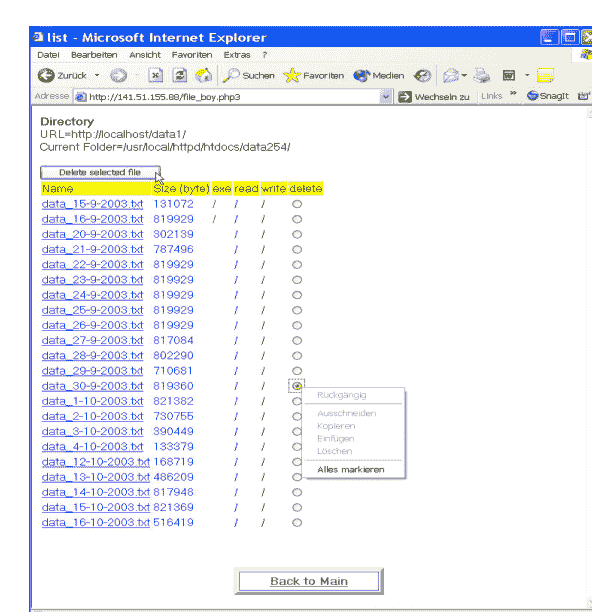 list - Microsoft Internet Explorer
Datei Bearbeiten Ansicht Favoriten Extras ?
Zurück Suchen Favoriten Medien
Adresse http://141.51.155.88/file_boy.php3 Wechseln zu Links » SnagIt
Directory
URL=http://localhost/data1/
Current Folder=/usr/local/httpd/htdocs/data254/
Delete selected file
Name Size (byte) exe read write delete
data_15-9-2003.txt 131072 / / /
data_16-9-2003.txt 819929 / / /
data_20-9-2003.txt 302139 / /
data_21-9-2003.txt 787496 / /
data_22-9-2003.txt 819929 / /
data_23-9-2003.txt 819929 / /
data_24-9-2003.txt 819929 / /
data_25-9-2003.txt 819929 / /
data_26-9-2003.txt 819929 / /
data_27-9-2003.txt 817084 / /
data_28-9-2003.txt 802290 / /
data_29-9-2003.txt 710681 / /
data_30-9-2003.txt 819360 / /
data_1-10-2003.txt 821382 / /
data_2-10-2003.txt 730755 / /
data_3-10-2003.txt 390449 / /
data_4-10-2003.txt 133379 / /
data_12-10-2003.txt 168719 / /
data_13-10-2003.txt 486209 / /
data_14-10-2003.txt 817948 / /
data_15-10-2003.txt 821369 / /
data_16-10-2003.txt 516419 / /
Rückgängig
Ausschneiden
Kopieren
Einfügen
Löschen
Alles markieren
Back to Main